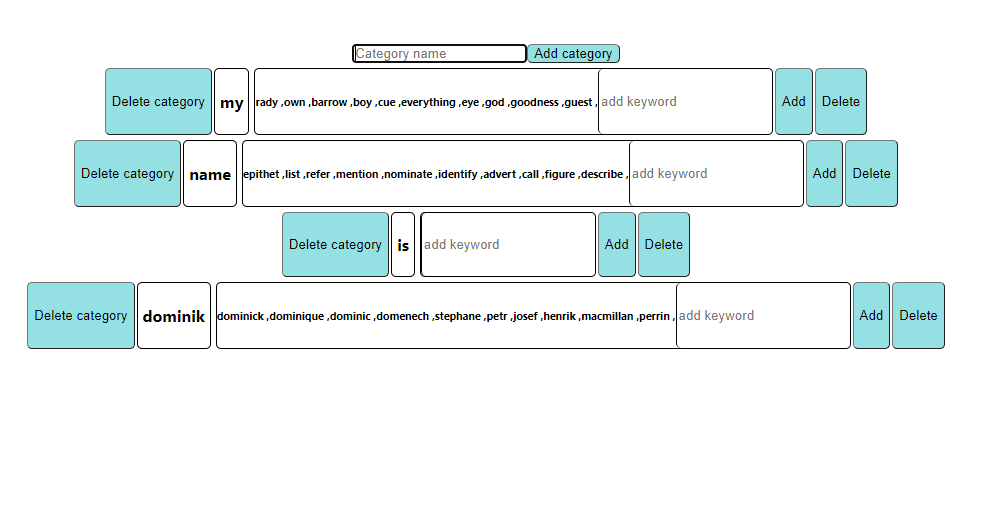 Category name Add category
Delete category my rady ,own ,barrow ,boy ,cue ,everything ,eye ,god ,goodness ,guest , add keyword Add Delete
Delete category name epithet ,list ,refer ,mention ,nominate ,identify ,advert ,call ,figure ,describe , add keyword Add Delete
Delete category is add keyword Add Delete
Delete category dominik dominick ,dominique ,dominic ,domenech ,stephane ,petr ,josef ,henrik ,macmillan ,perrin , add keyword Add Delete